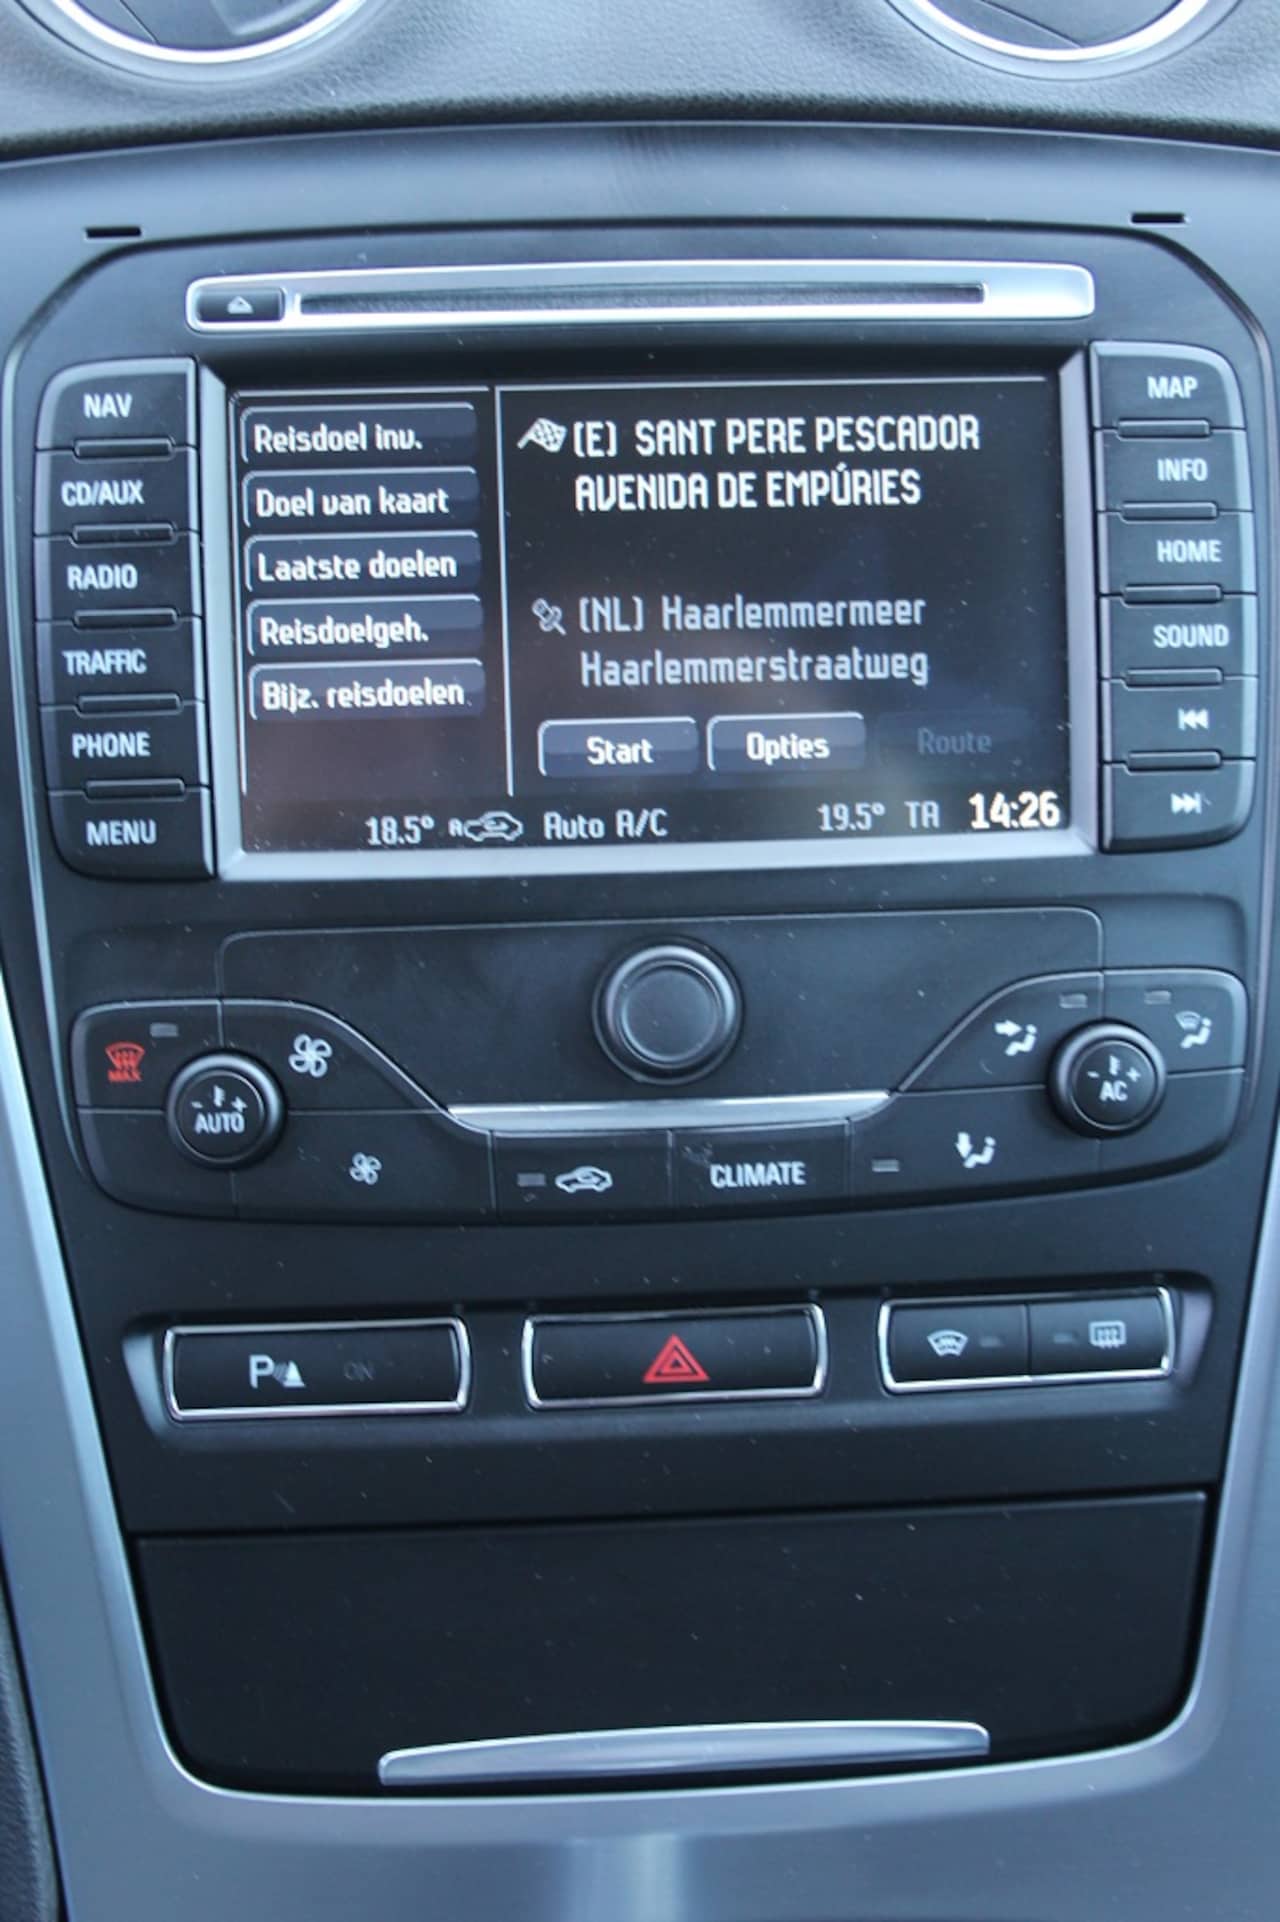 NAV
CD/AUX
RADIO
TRAFFIC
PHONE
MENU
Reisdoel inv.
Doel van kaart
Laatste doelen
Reisdoelgeh.
Bijz. reisdoelen
(E) SANT PERE PESCADOR
AVENIDA DE EMPÚRIES
(NL) Haarlemmermeer
Haarlemmerstraatweg
Start Opties Route
18.5° A Auto A/C 19.5° TA 14:26
MAP
INFO
HOME
SOUND
MAX
- + AUTO
- + AC
CLIMATE
P ON